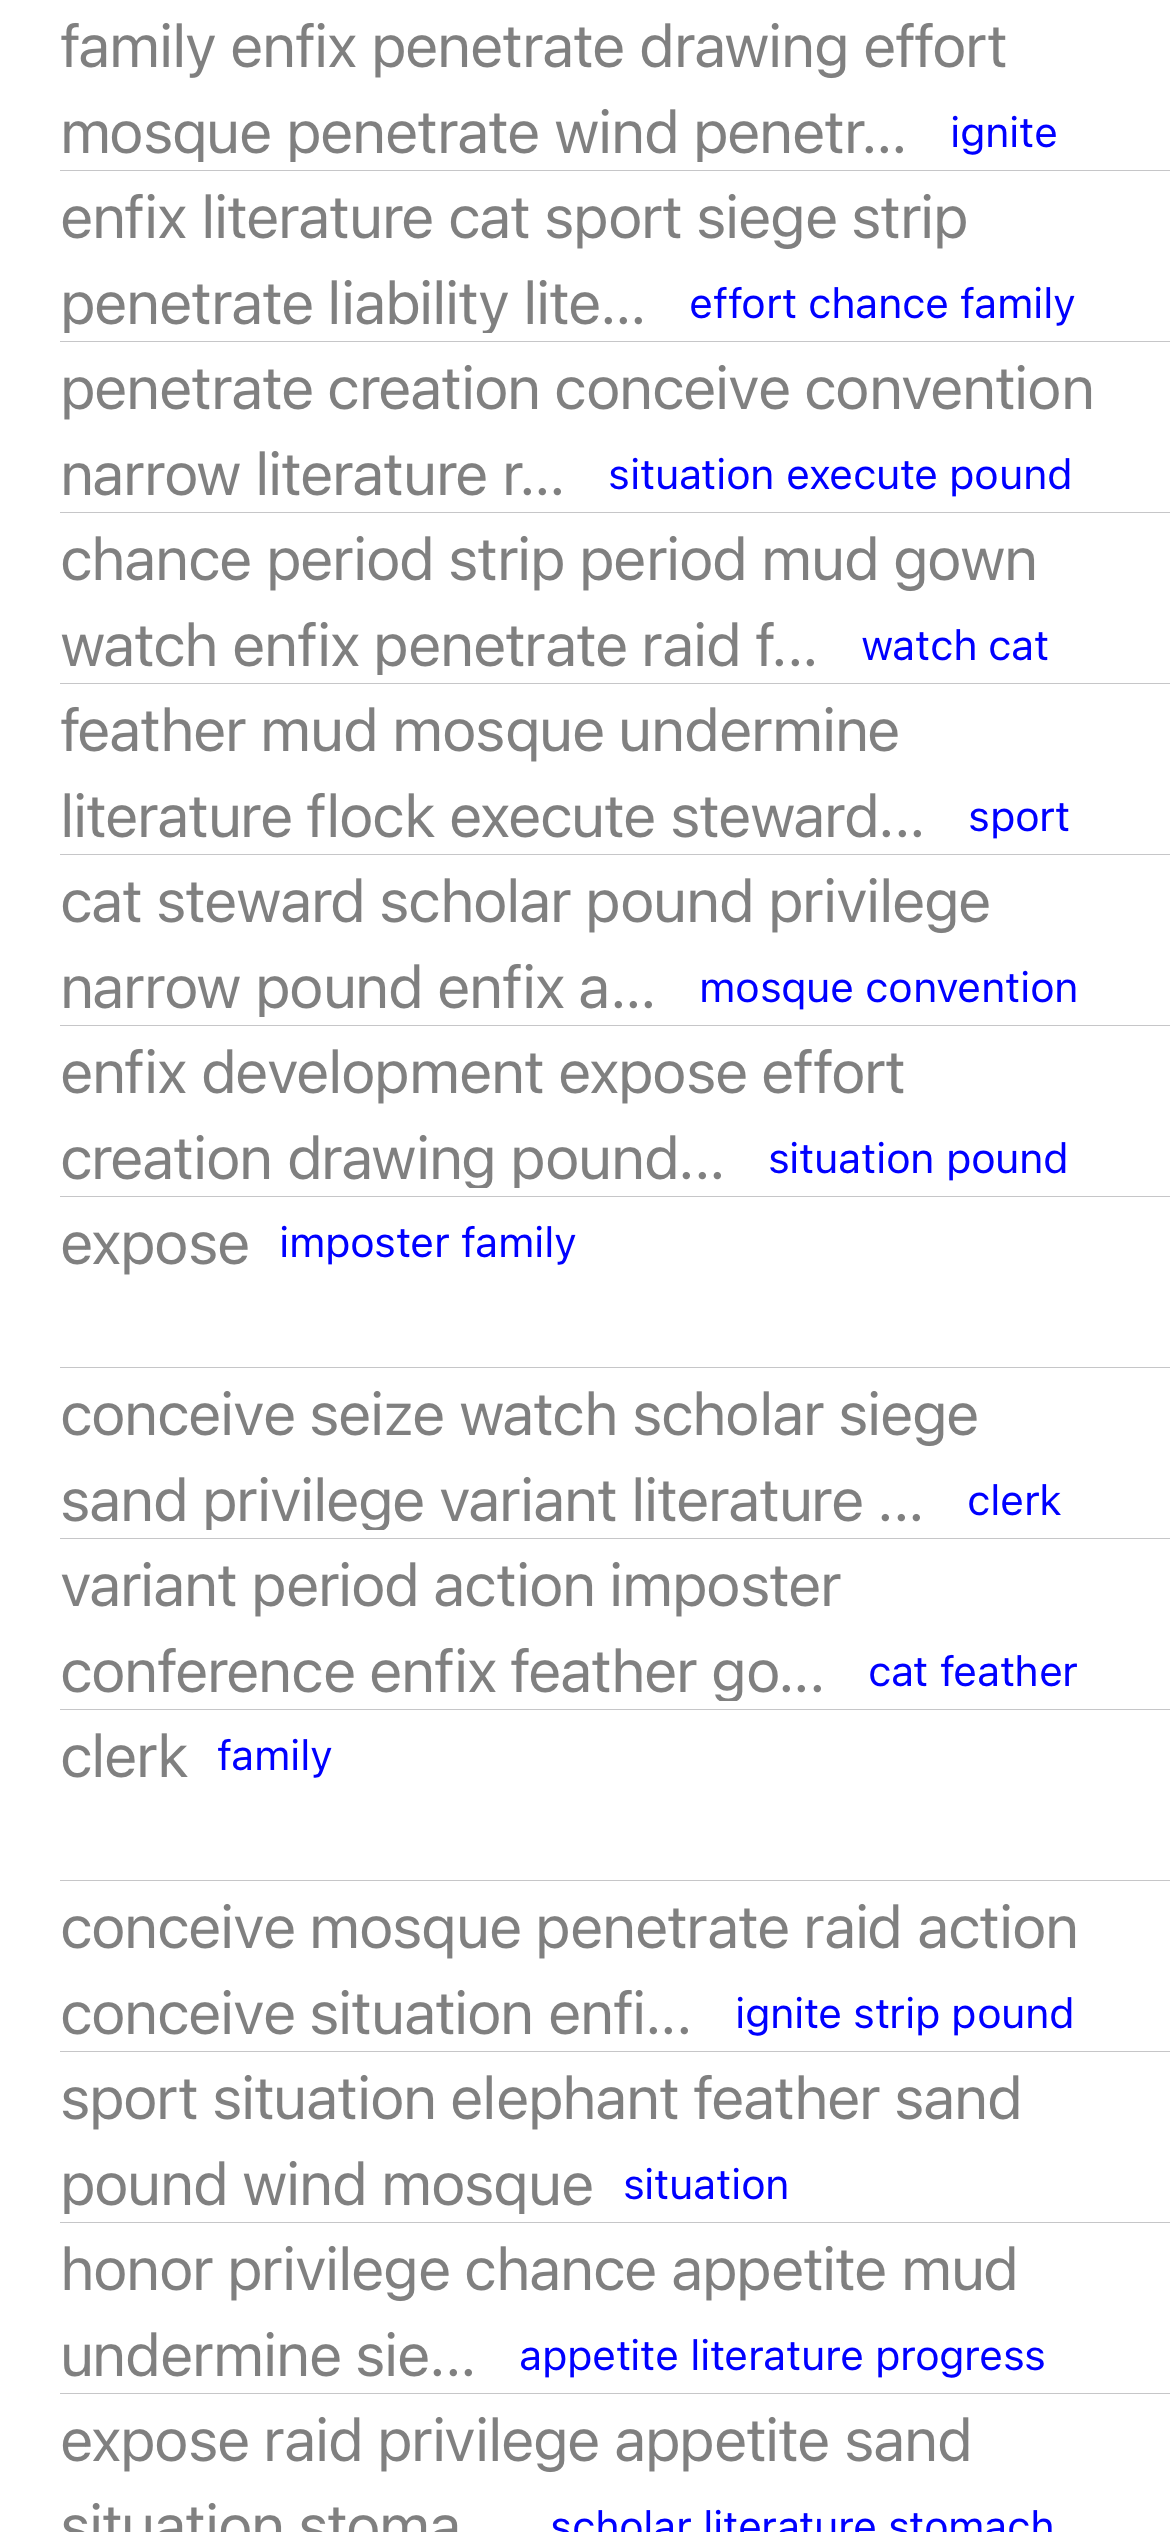 family enfix penetrate drawing effort
mosque penetrate wind penetr... ignite
enfix literature cat sport siege strip
penetrate liability lite... effort chance family
penetrate creation conceive convention
narrow literature r... situation execute pound
chance period strip period mud gown
watch enfix penetrate raid f... watch cat
feather mud mosque undermine
literature flock execute steward... sport
cat steward scholar pound privilege
narrow pound enfix a... mosque convention
enfix development expose effort
creation drawing pound... situation pound
expose imposter family
conceive seize watch scholar siege
sand privilege variant literature ... clerk
variant period action imposter
conference enfix feather go... cat feather
clerk family
conceive mosque penetrate raid action
conceive situation enfi... ignite strip pound
sport situation elephant feather sand
pound wind mosque situation
honor privilege chance appetite mud
undermine sie... appetite literature progress
expose raid privilege appetite sand
situation stoma... scholar literature stomach